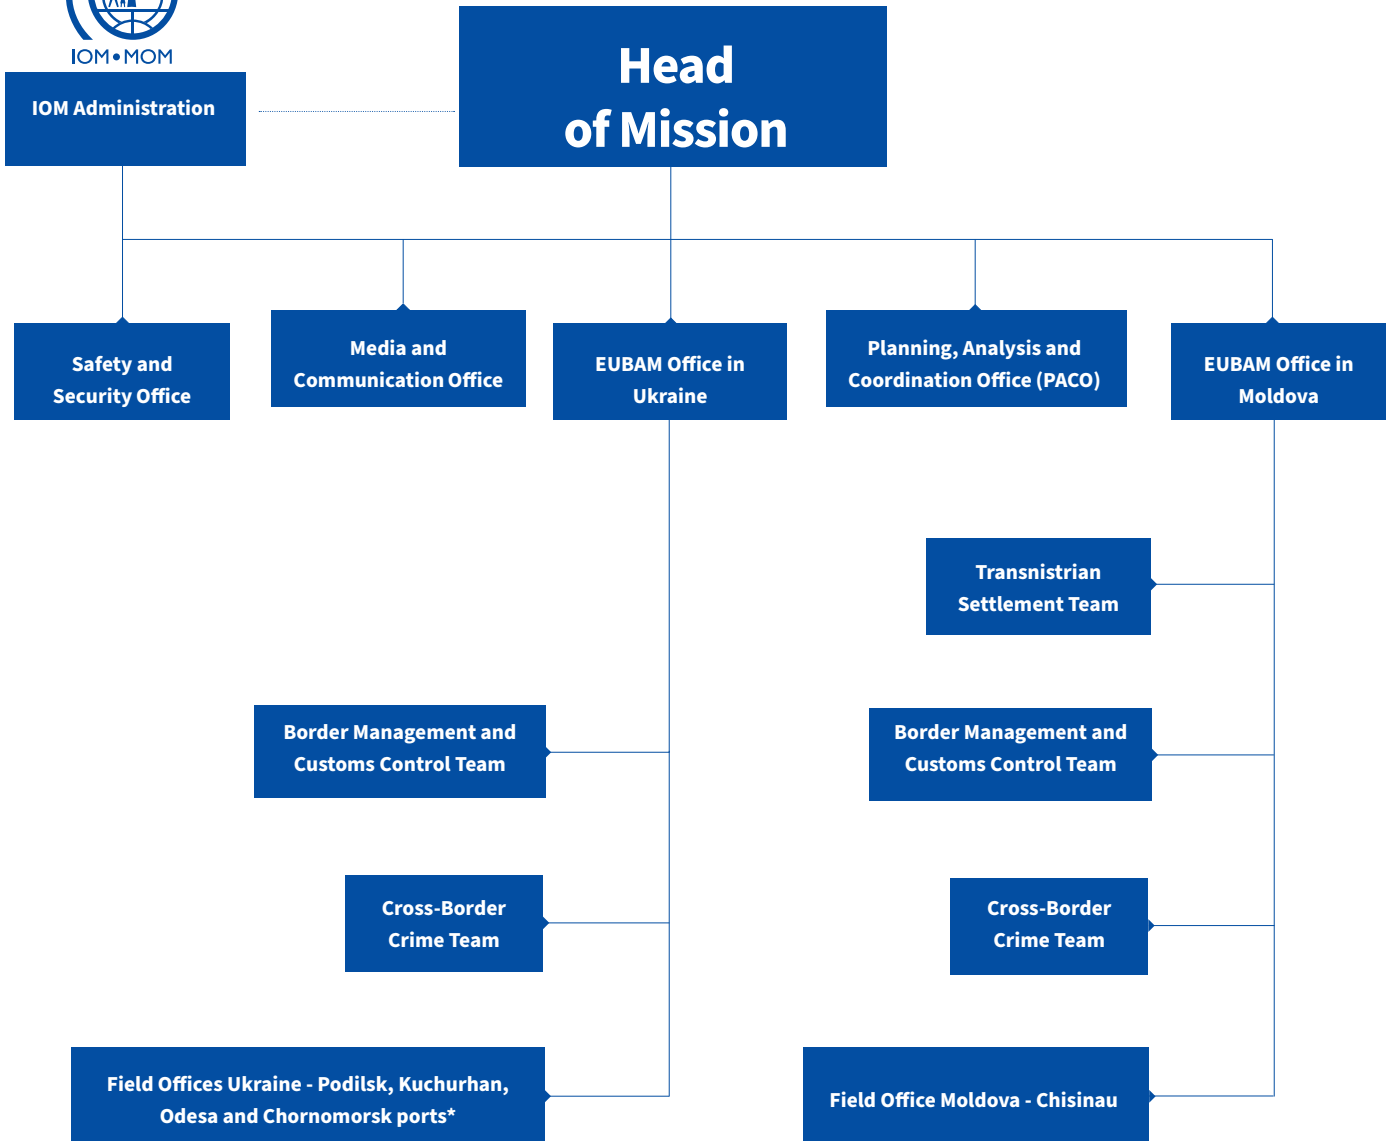 IOM•MOM
IOM Administration
Head
of Mission
Safety and
Security Office
Media and
Communication Office
EUBAM Office in
Ukraine
Planning, Analysis and
Coordination Office (PACO)
EUBAM Office in
Moldova
Transnistrian
Settlement Team
Border Management and
Customs Control Team
Border Management and
Customs Control Team
Cross-Border
Crime Team
Cross-Border
Crime Team
Field Offices Ukraine - Podilsk, Kuchurhan,
Odesa and Chornomorsk ports*
Field Office Moldova - Chisinau